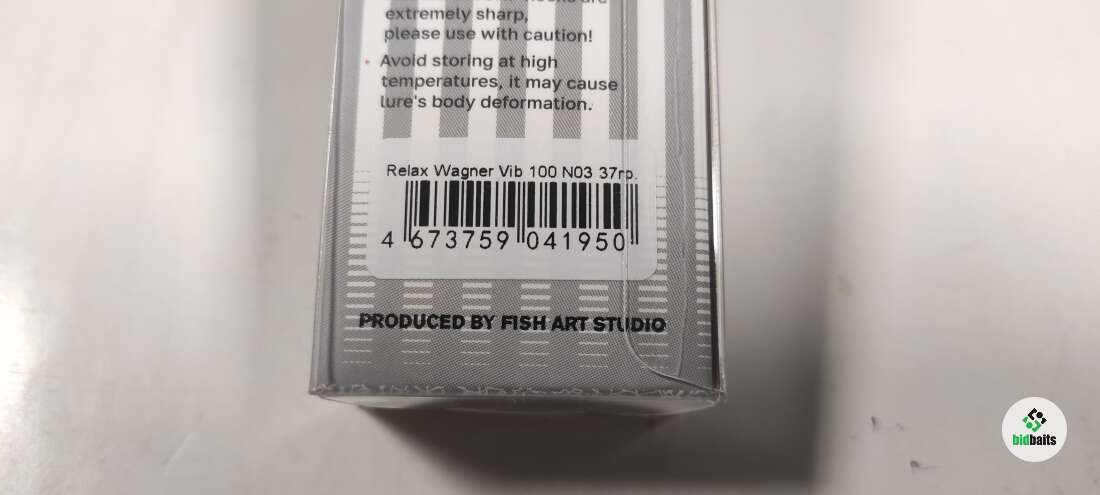 extremely sharp,
please use with caution!
Avoid storing at high
temperatures, it may cause
lure's body deformation.
Relax Wagner Vib 100 N03 37гр.
4 673759 041950
PRODUCED BY FISH ART STUDIO
bidbaits